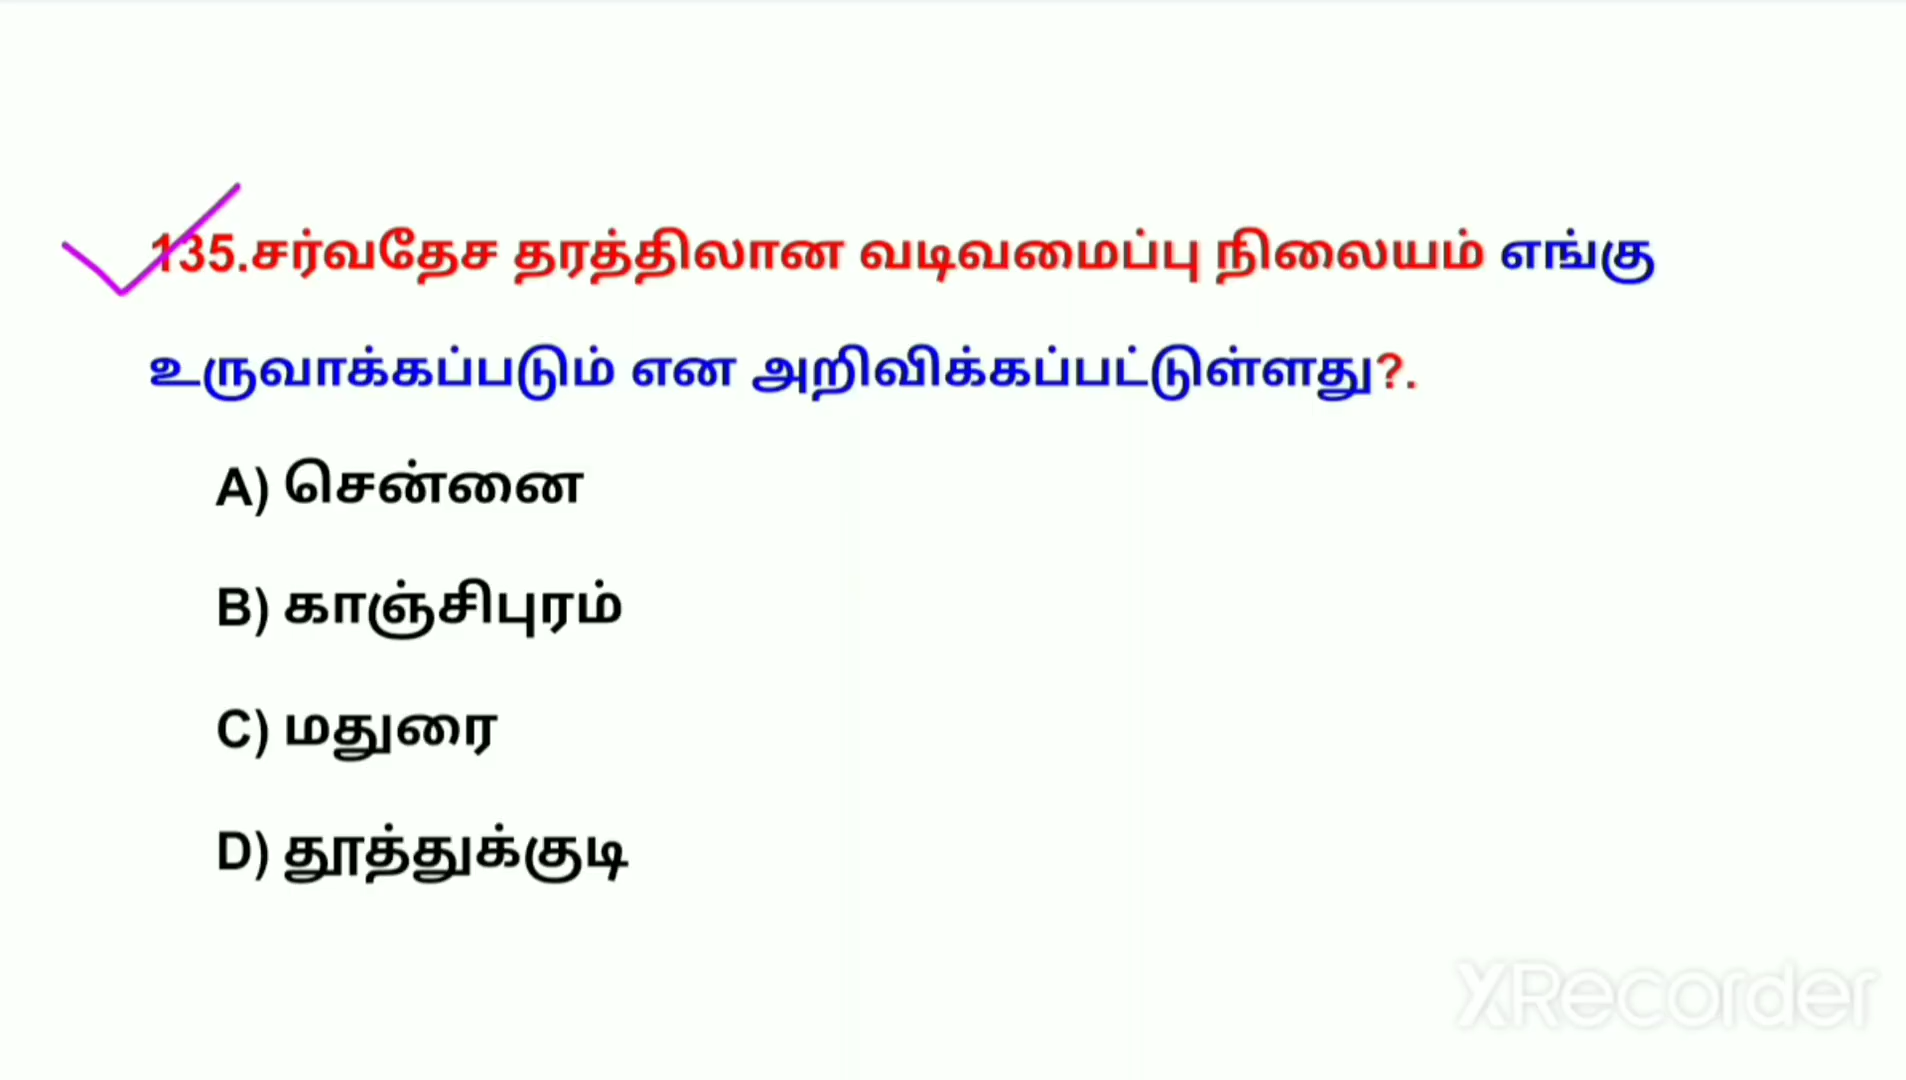 135.சர்வதேச தரத்திலான வடிவமைப்பு நிலையம் எங்கு
உருவாக்கப்படும் என அறிவிக்கப்பட்டுள்ளது?.
A) சென்னை
B) காஞ்சிபுரம்
C) மதுரை
D) தூத்துக்குடி
XRecorder